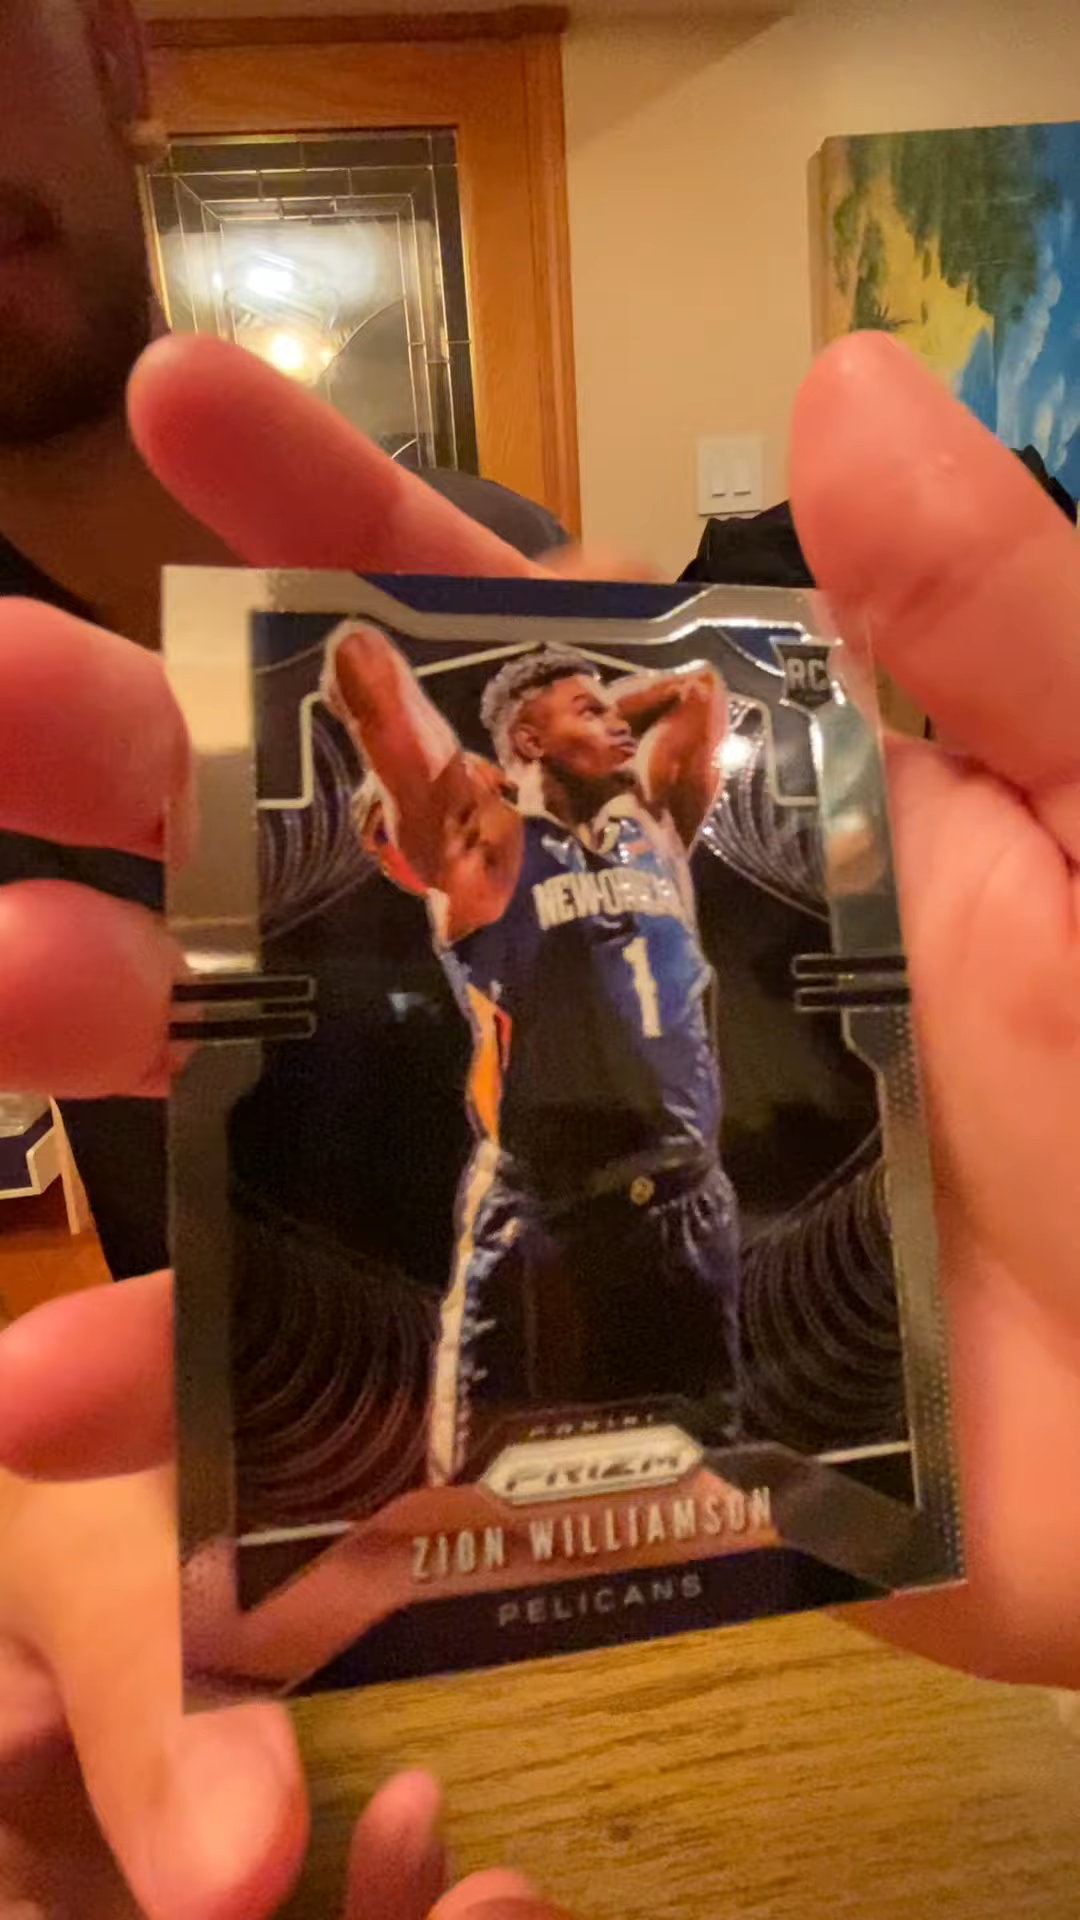 RC
NEW ORLEANS
1
PANINI
PRIZM
ZION WILLIAMSON
PELICANS